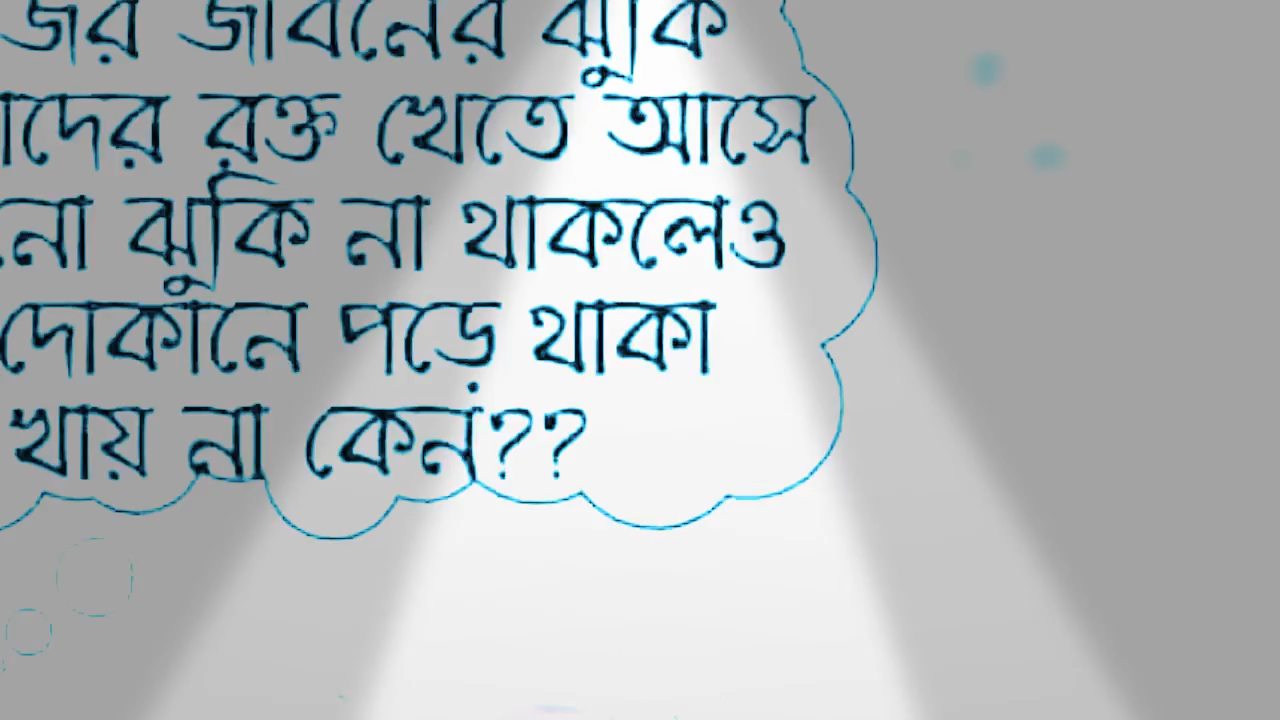 জর জীবনের ঝুঁকি
াদের রক্ত খেতে আসে
নো ঝুঁকি না থাকলেও
দোকানে পড়ে থাকা
খায় না কেন??